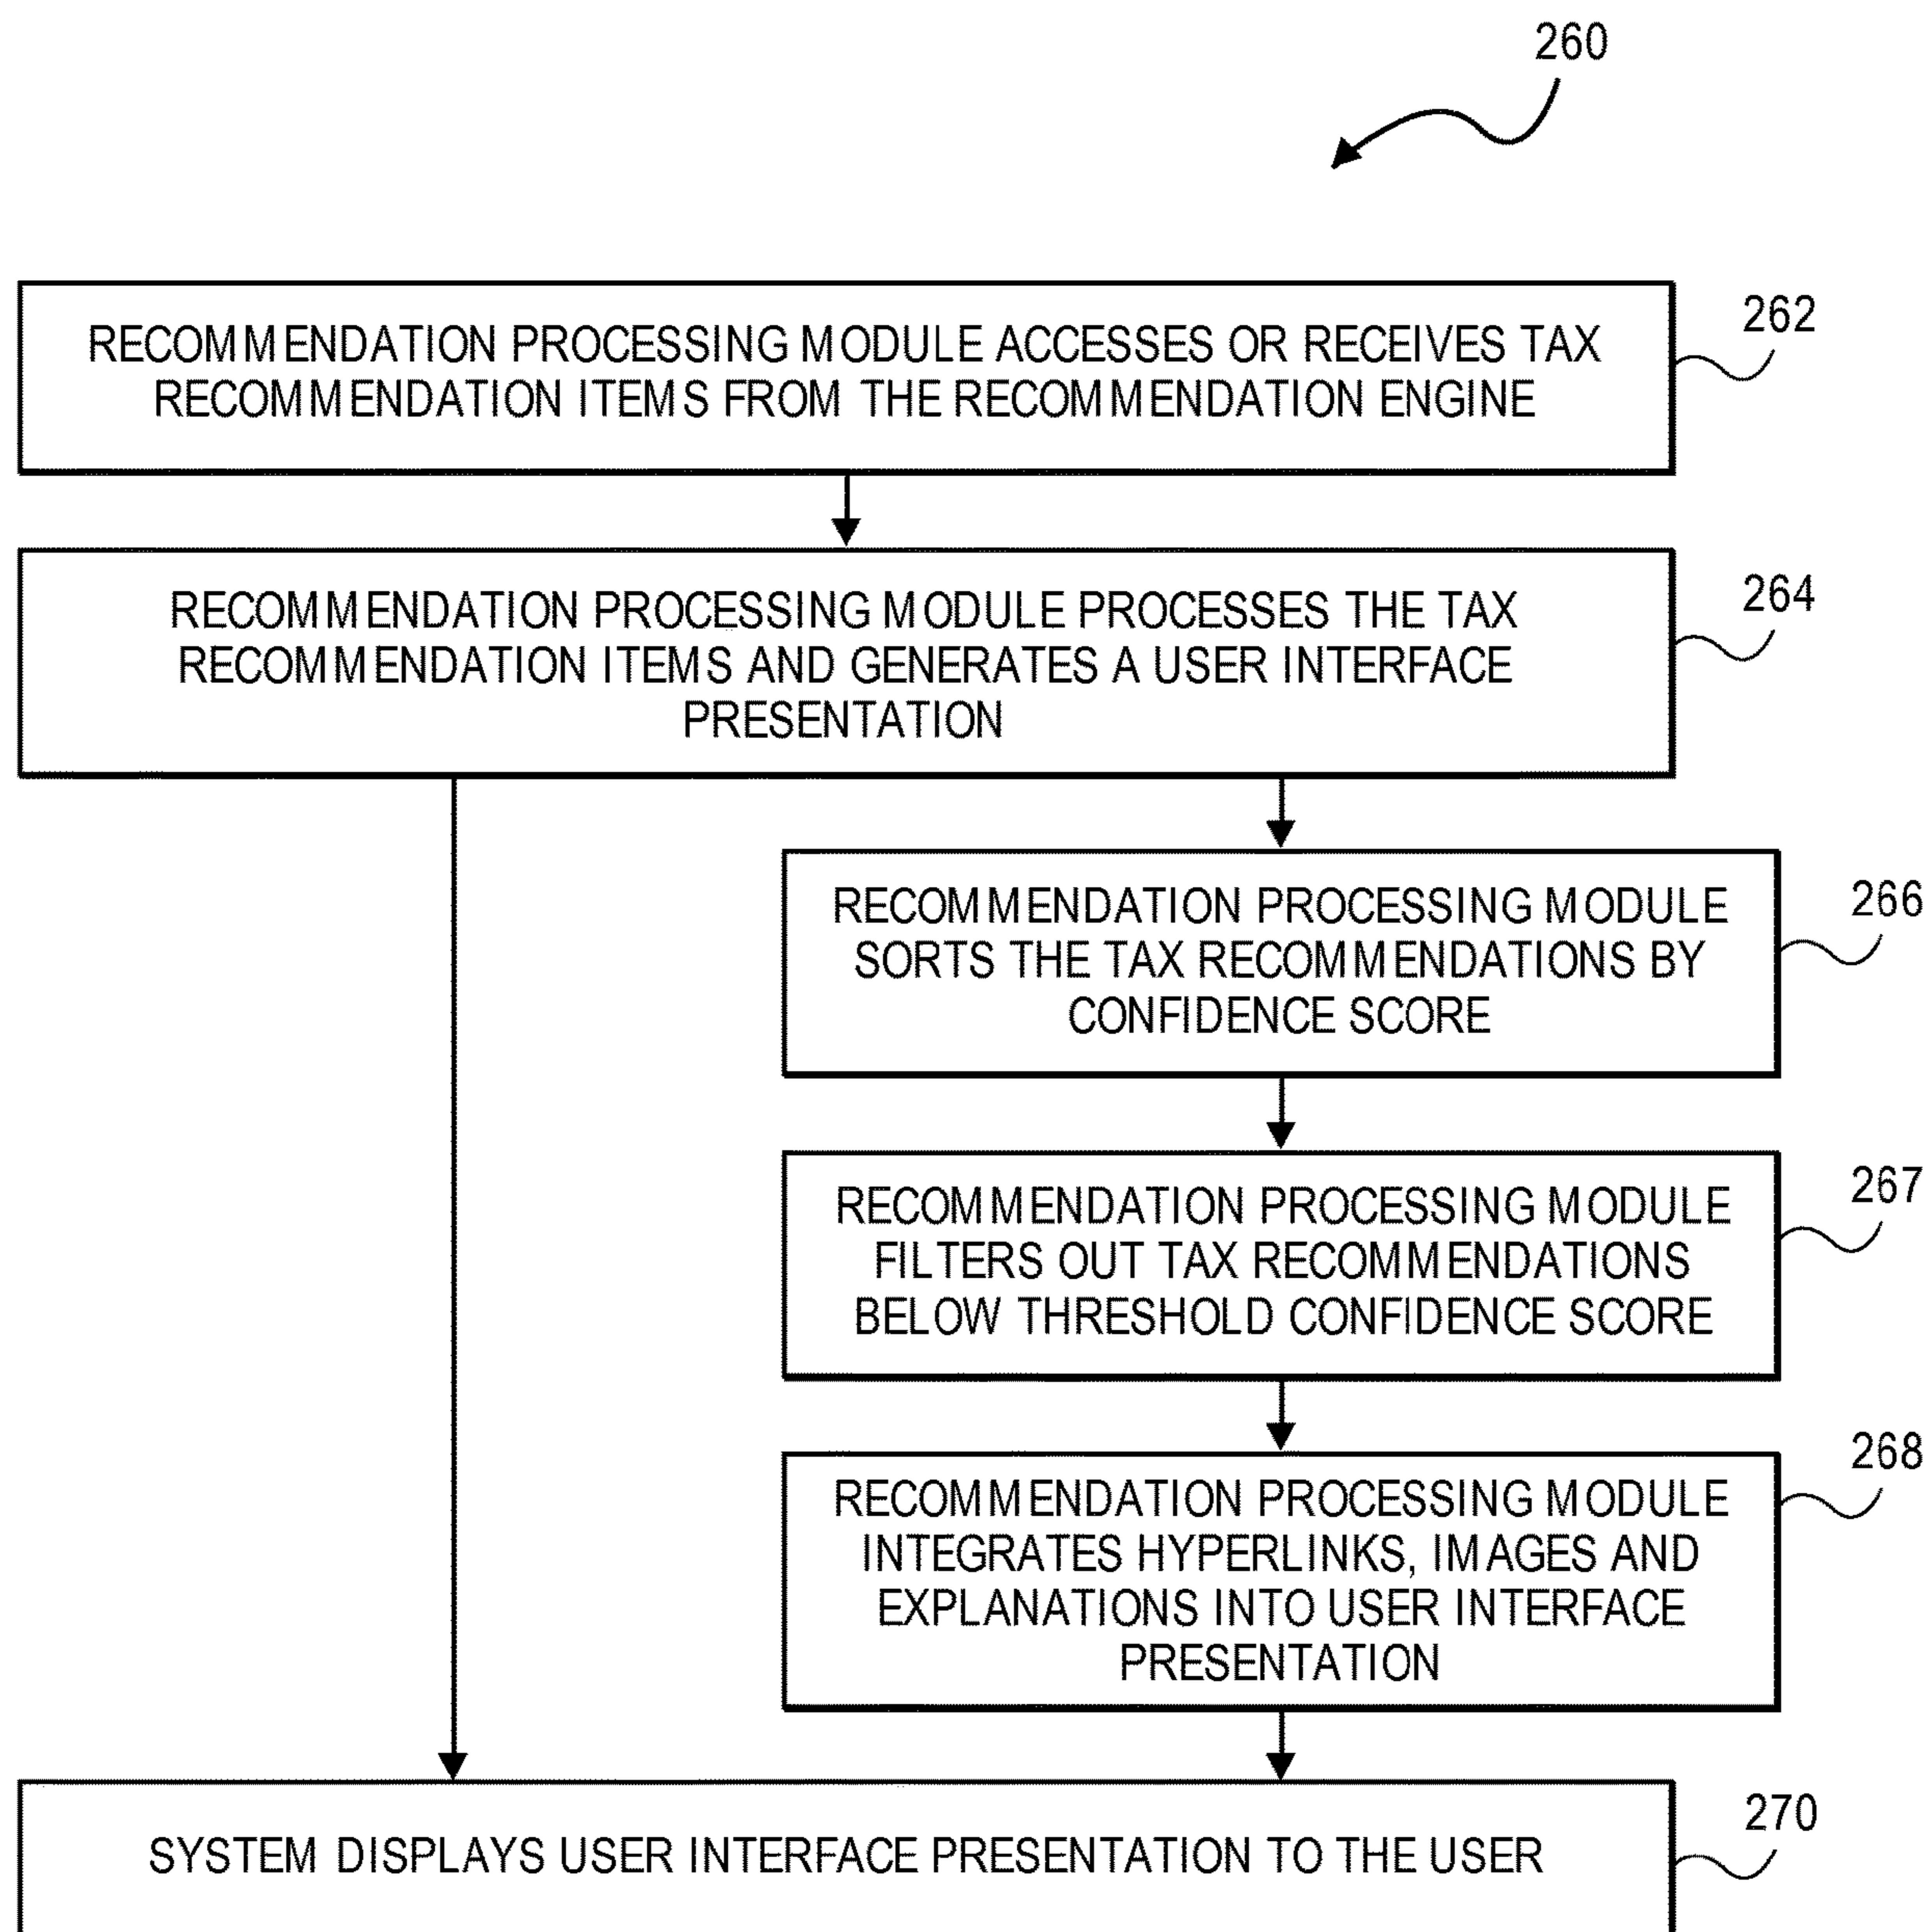 260
RECOMMENDATION PROCESSING MODULE ACCESSES OR RECEIVES TAX
RECOMMENDATION ITEMS FROM THE RECOMMENDATION ENGINE
262
RECOMMENDATION PROCESSING MODULE PROCESSES THE TAX
RECOMMENDATION ITEMS AND GENERATES A USER INTERFACE
PRESENTATION
264
RECOMMENDATION PROCESSING MODULE
SORTS THE TAX RECOMMENDATIONS BY
CONFIDENCE SCORE
266
RECOMMENDATION PROCESSING MODULE
FILTERS OUT TAX RECOMMENDATIONS
BELOW THRESHOLD CONFIDENCE SCORE
267
RECOMMENDATION PROCESSING MODULE
INTEGRATES HYPERLINKS, IMAGES AND
EXPLANATIONS INTO USER INTERFACE
PRESENTATION
268
SYSTEM DISPLAYS USER INTERFACE PRESENTATION TO THE USER
270